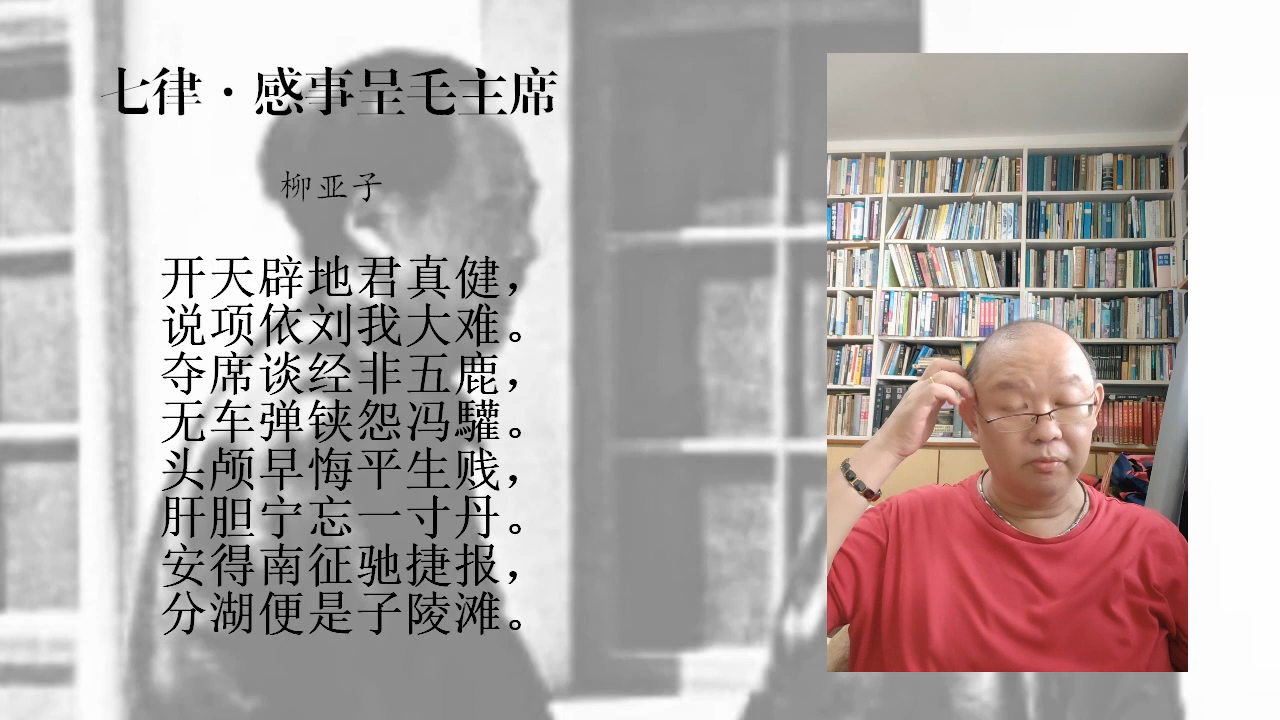 七律·感事呈毛主席
柳亚子
开天辟地君真健，
说项依刘我大难。
夺席谈经非五鹿，
无车弹铗怨冯驩。
头颅早悔平生贱，
肝胆宁忘一寸丹。
安得南征驰捷报，
分湖便是子陵滩。